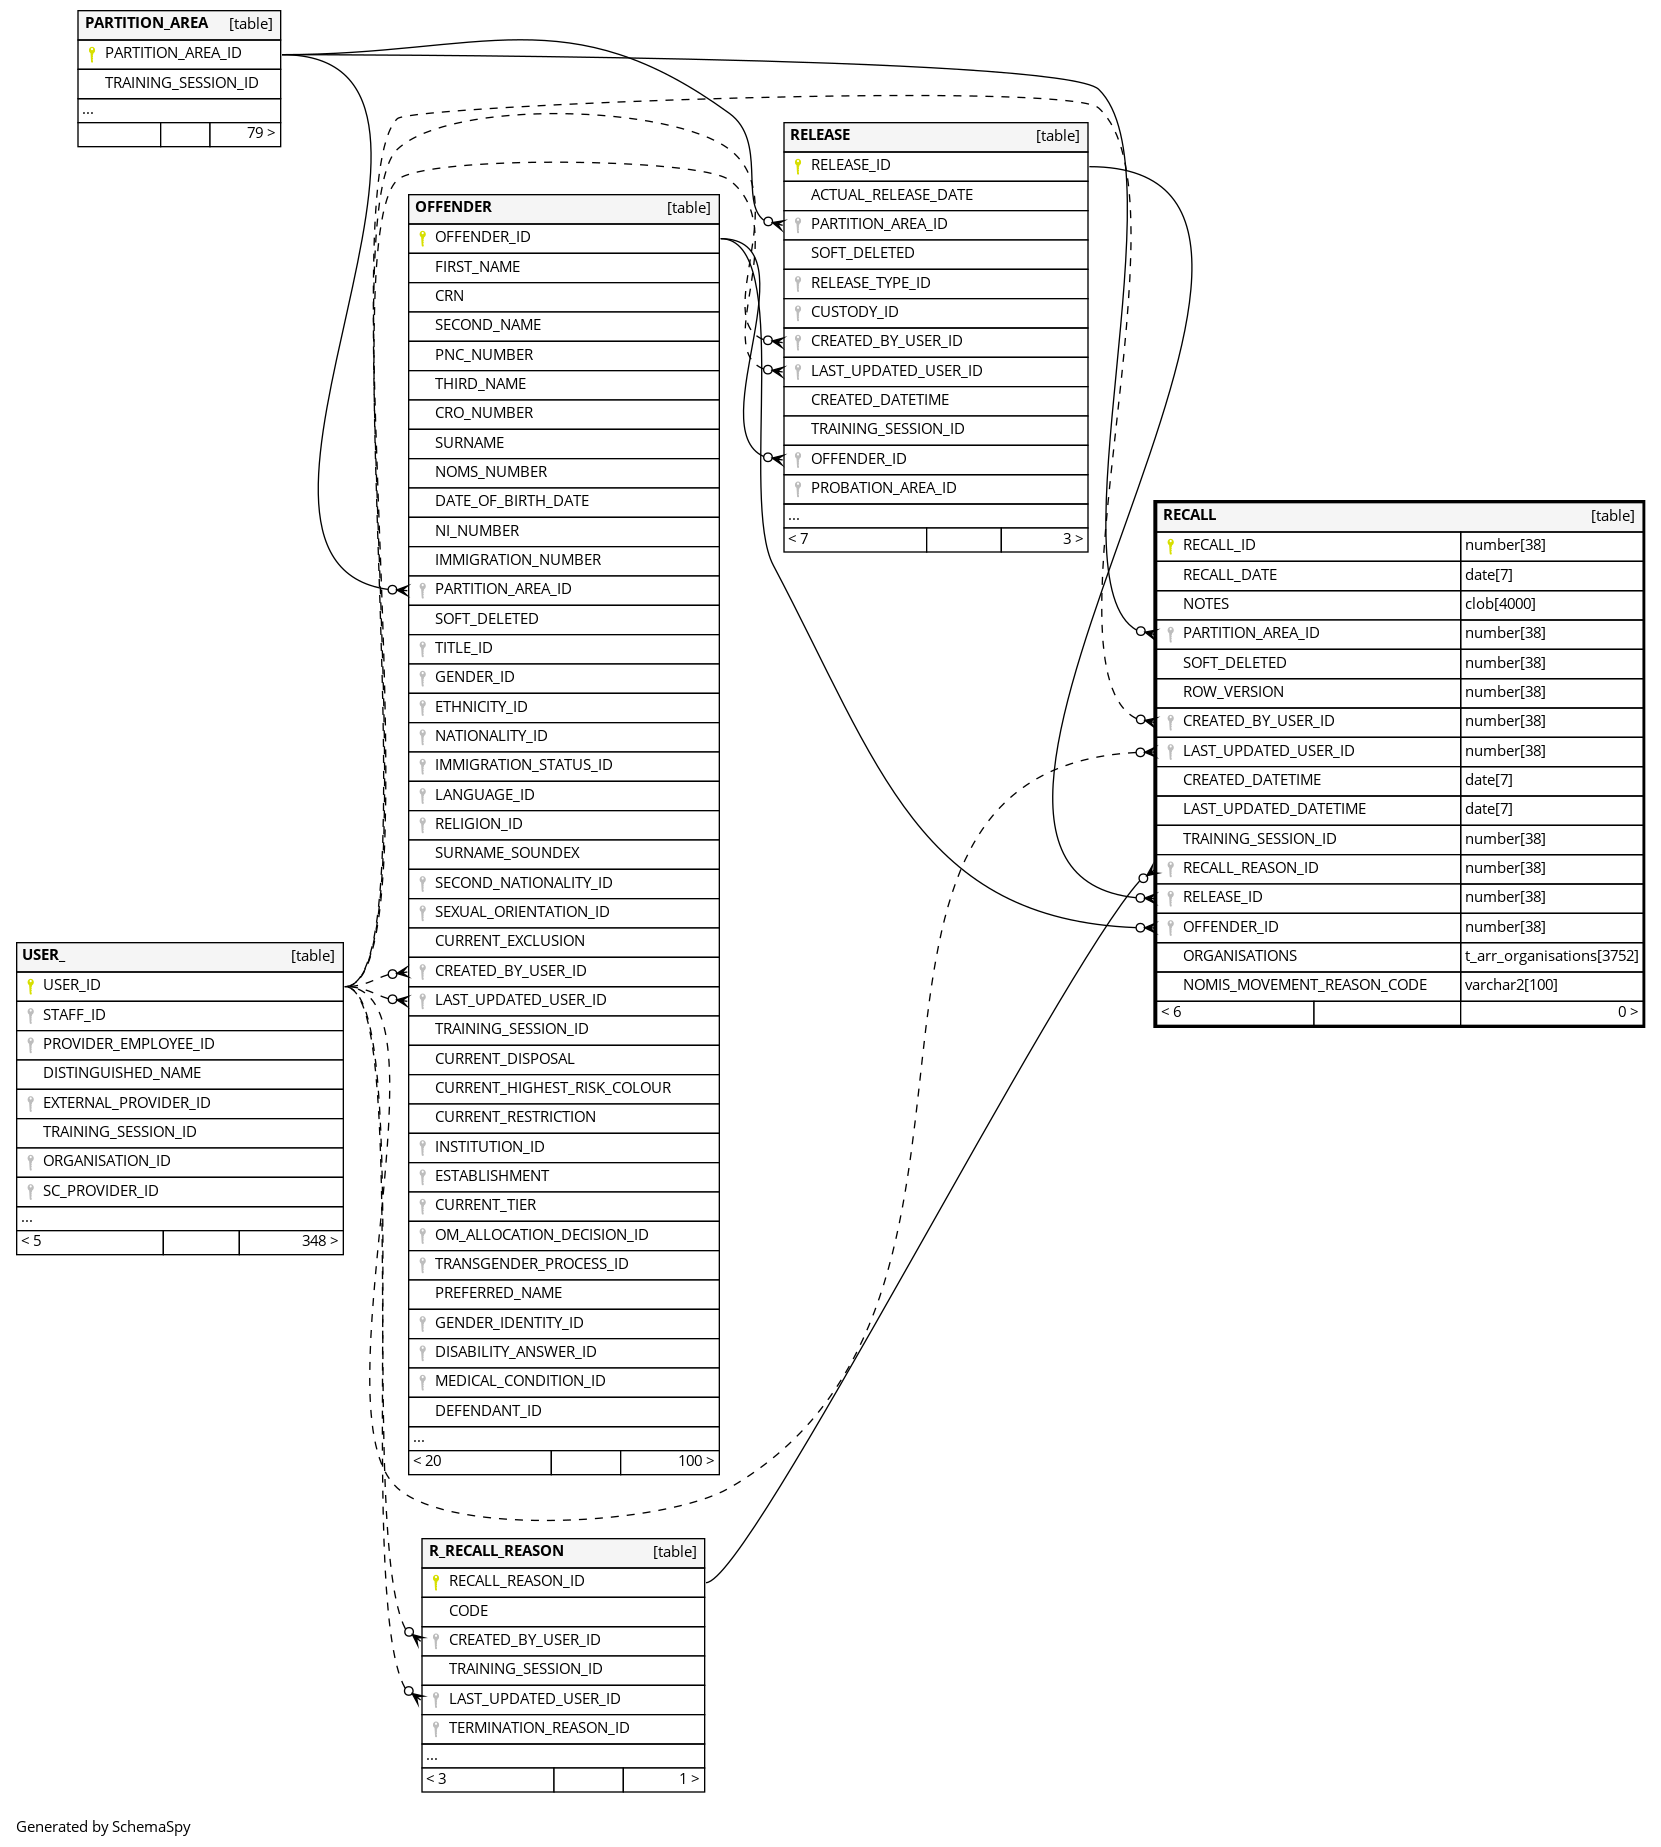 PARTITION_AREA [table]
PARTITION_AREA_ID
TRAINING_SESSION_ID
...
79 >
RELEASE [table]
RELEASE_ID
ACTUAL_RELEASE_DATE
PARTITION_AREA_ID
SOFT_DELETED
RELEASE_TYPE_ID
CUSTODY_ID
CREATED_BY_USER_ID
LAST_UPDATED_USER_ID
CREATED_DATETIME
TRAINING_SESSION_ID
OFFENDER_ID
PROBATION_AREA_ID
...
< 7 3 >
OFFENDER [table]
OFFENDER_ID
FIRST_NAME
CRN
SECOND_NAME
PNC_NUMBER
THIRD_NAME
CRO_NUMBER
SURNAME
NOMS_NUMBER
DATE_OF_BIRTH_DATE
NI_NUMBER
IMMIGRATION_NUMBER
PARTITION_AREA_ID
SOFT_DELETED
TITLE_ID
GENDER_ID
ETHNICITY_ID
NATIONALITY_ID
IMMIGRATION_STATUS_ID
LANGUAGE_ID
RELIGION_ID
SURNAME_SOUNDEX
SECOND_NATIONALITY_ID
SEXUAL_ORIENTATION_ID
CURRENT_EXCLUSION
CREATED_BY_USER_ID
LAST_UPDATED_USER_ID
TRAINING_SESSION_ID
CURRENT_DISPOSAL
CURRENT_HIGHEST_RISK_COLOUR
CURRENT_RESTRICTION
INSTITUTION_ID
ESTABLISHMENT
CURRENT_TIER
OM_ALLOCATION_DECISION_ID
TRANSGENDER_PROCESS_ID
PREFERRED_NAME
GENDER_IDENTITY_ID
DISABILITY_ANSWER_ID
MEDICAL_CONDITION_ID
DEFENDANT_ID
...
< 20 100 >
RECALL [table]
RECALL_ID number[38]
RECALL_DATE date[7]
NOTES clob[4000]
PARTITION_AREA_ID number[38]
SOFT_DELETED number[38]
ROW_VERSION number[38]
CREATED_BY_USER_ID number[38]
LAST_UPDATED_USER_ID number[38]
CREATED_DATETIME date[7]
LAST_UPDATED_DATETIME date[7]
TRAINING_SESSION_ID number[38]
RECALL_REASON_ID number[38]
RELEASE_ID number[38]
OFFENDER_ID number[38]
ORGANISATIONS t_arr_organisations[3752]
NOMIS_MOVEMENT_REASON_CODE varchar2[100]
< 6 0 >
USER_ [table]
USER_ID
STAFF_ID
PROVIDER_EMPLOYEE_ID
DISTINGUISHED_NAME
EXTERNAL_PROVIDER_ID
TRAINING_SESSION_ID
ORGANISATION_ID
SC_PROVIDER_ID
...
< 5 348 >
R_RECALL_REASON [table]
RECALL_REASON_ID
CODE
CREATED_BY_USER_ID
TRAINING_SESSION_ID
LAST_UPDATED_USER_ID
TERMINATION_REASON_ID
...
< 3 1 >
Generated by SchemaSpy